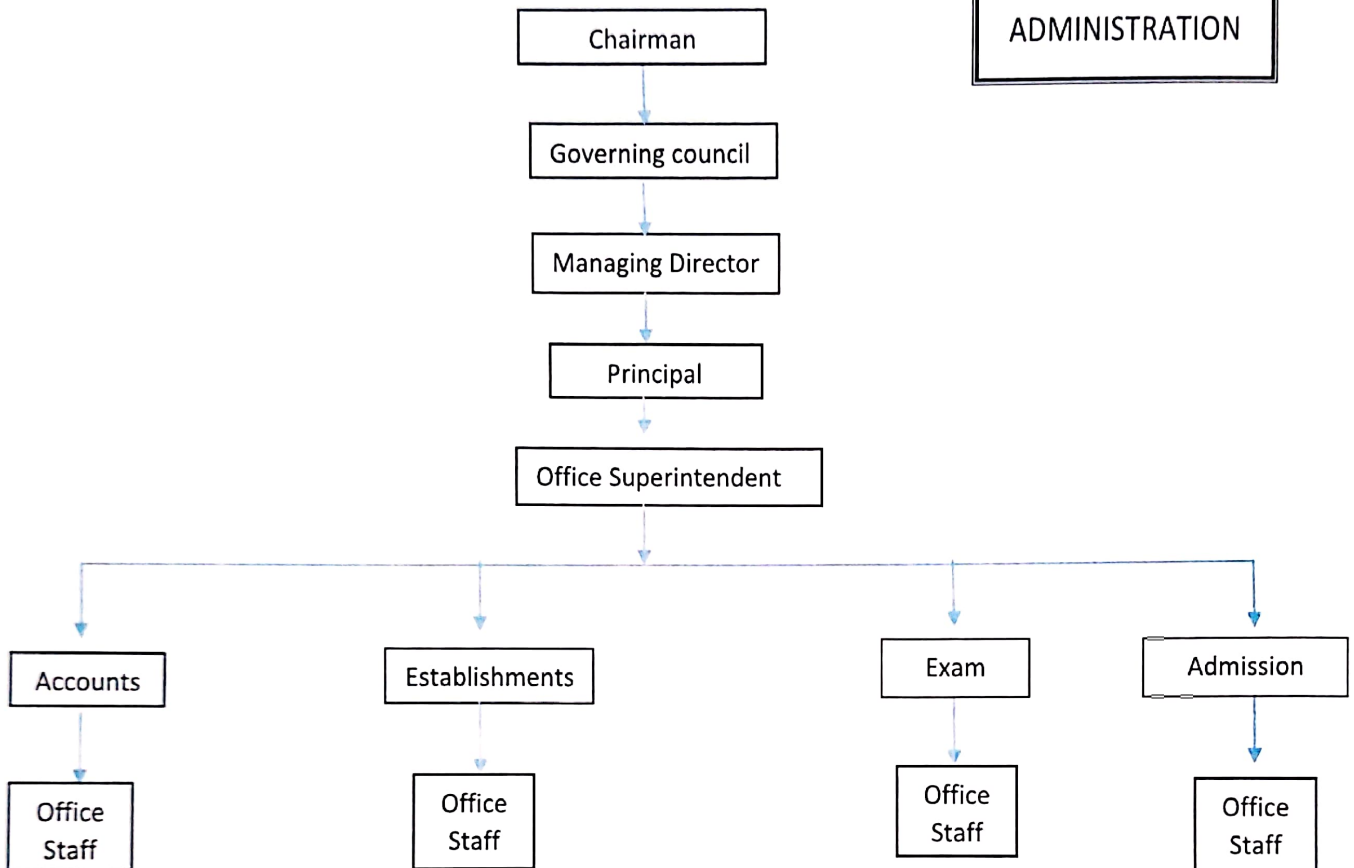 ADMINISTRATION
Chairman
Governing council
Managing Director
Principal
Office Superintendent
Accounts
Establishments
Exam
Admission
Office
Staff
Office
Staff
Office
Staff
Office
Staff